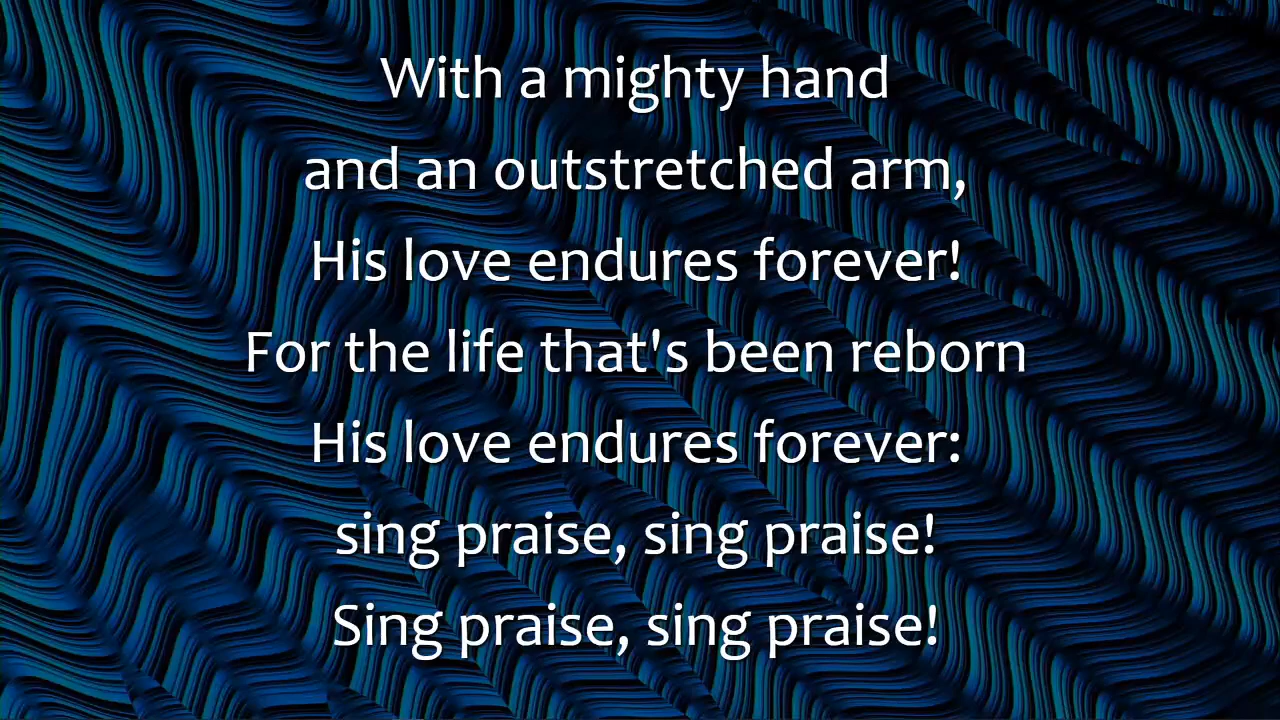 With a mighty hand
and an outstretched arm,
His love endures forever!
For the life that's been reborn
His love endures forever:
sing praise, sing praise!
Sing praise, sing praise!